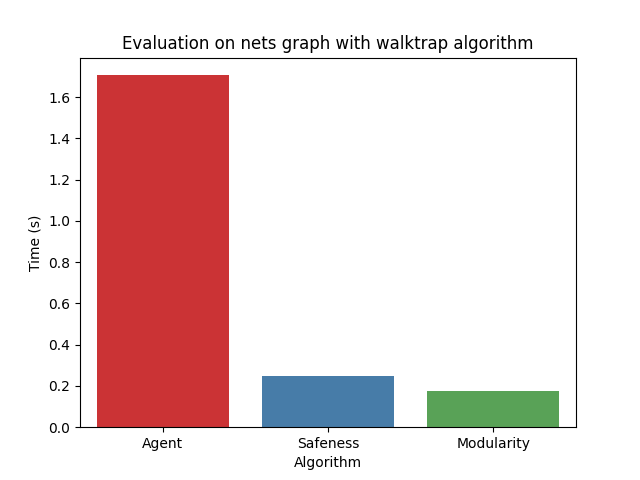 Evaluation on nets graph with walktrap algorithm
Time (s)
1.6
1.4
1.2
1.0
0.8
0.6
0.4
0.2
0.0
Agent
Safeness
Modularity
Algorithm